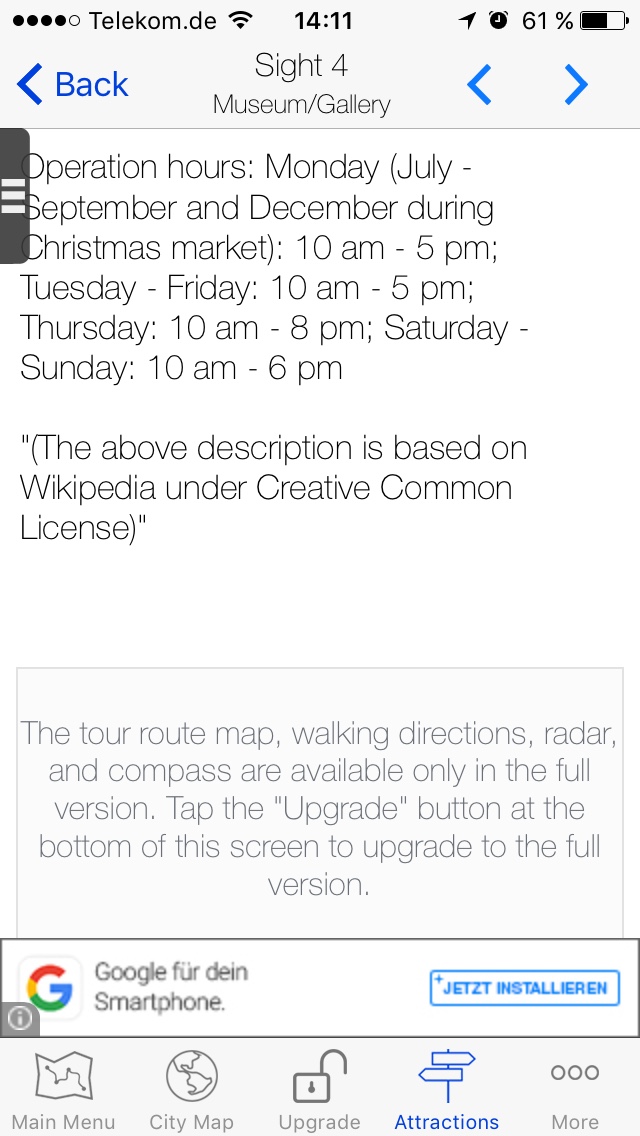 Telekom.de 14:11 61 %
Back Sight 4
Museum/Gallery
Operation hours: Monday (July -
September and December during
Christmas market): 10 am - 5 pm;
Tuesday - Friday: 10 am - 5 pm;
Thursday: 10 am - 8 pm; Saturday -
Sunday: 10 am - 6 pm
"(The above description is based on
Wikipedia under Creative Common
License)"
The tour route map, walking directions, radar,
and compass are available only in the full
version. Tap the "Upgrade" button at the
bottom of this screen to upgrade to the full
version.
Google für dein
Smartphone.
JETZT INSTALLIEREN
Main Menu City Map Upgrade Attractions More